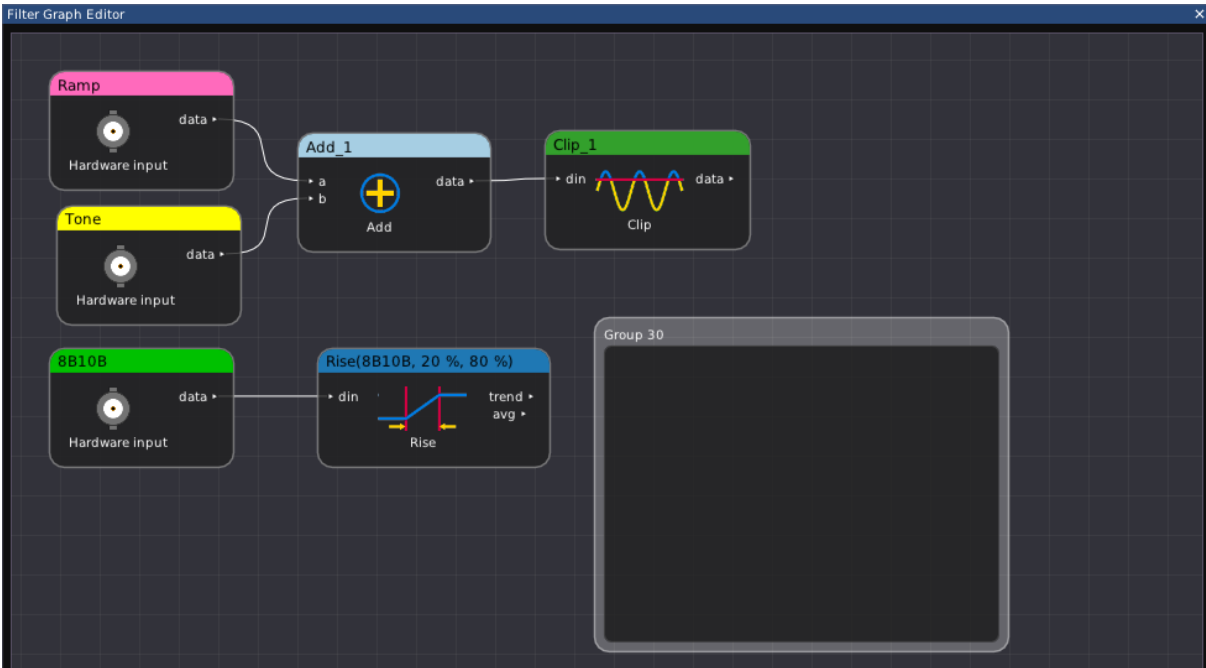 Filter Graph Editor
Ramp
data
Hardware input
Tone
data
Hardware input
Add_1
a
b
data
Add
Clip_1
din
data
Clip
8B10B
data
Hardware input
Rise(8B10B, 20 %, 80 %)
din
trend
avg
Rise
Group 30